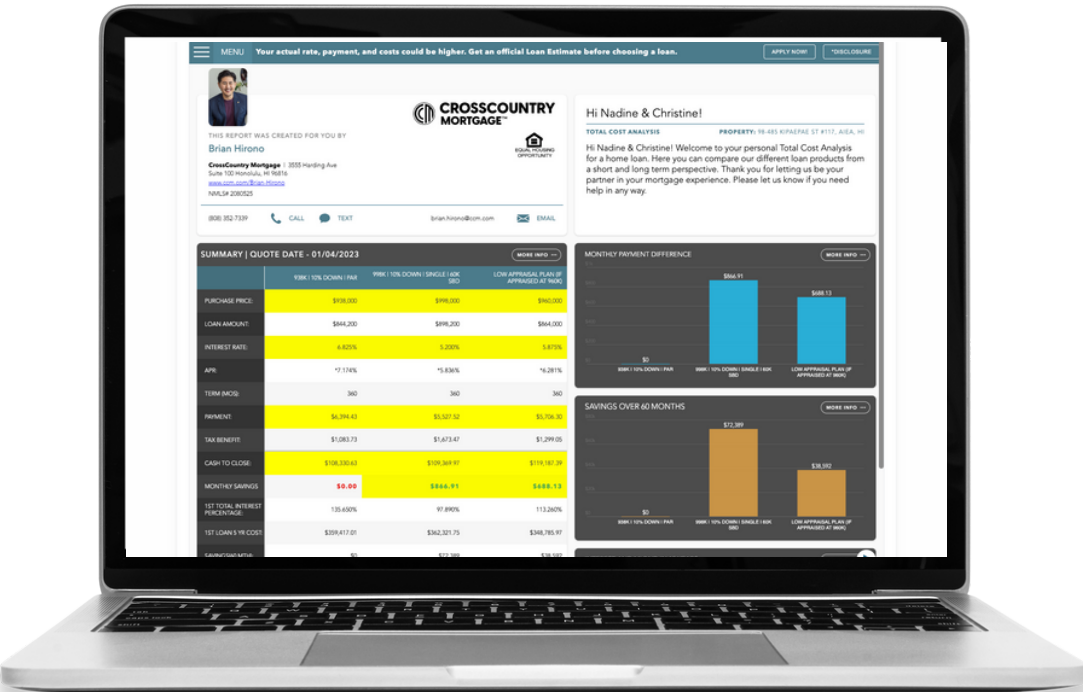 MENU
Your actual rate, payment, and costs could be higher. Get an official Loan Estimate before choosing a loan.
APPLY NOW!
*DISCLOSURE
THIS REPORT WAS CREATED FOR YOU BY
Brian Hirono
CrossCountry Mortgage | 3555 Harding Ave
Suite 100 Honolulu, HI 96816
www.ccm.com/Brian-Hirono
NMLS# 2080525
CROSSCOUNTRY
MORTGAGE™
EQUAL HOUSING
OPPORTUNITY
(808) 352-7339
CALL
TEXT
brian.hirono@ccm.com
EMAIL
Hi Nadine & Christine!
TOTAL COST ANALYSIS
PROPERTY: 98-485 KIPAEPAE ST #117, AIEA, HI
Hi Nadine & Christine! Welcome to your personal Total Cost Analysis
for a home loan. Here you can compare our different loan products from
a short and long term perspective. Thank you for letting us be your
partner in your mortgage experience. Please let us know if you need
help in any way.
SUMMARY | QUOTE DATE - 01/04/2023
MORE INFO
938K | 10% DOWN | PAR
998K | 10% DOWN | SINGLE | 60K
SBD
LOW APPRAISAL PLAN (IF
APPRAISED AT 960K)
PURCHASE PRICE: $938,000 $998,000 $960,000
LOAN AMOUNT: $844,200 $898,200 $864,000
INTEREST RATE: 6.825% 5.200% 5.875%
APR: *7.174% *5.836% *6.281%
TERM (MOS): 360 360 360
PAYMENT: $6,394.43 $5,527.52 $5,706.30
TAX BENEFIT: $1,083.73 $1,673.47 $1,299.05
CASH TO CLOSE: $108,330.63 $109,369.97 $119,187.39
MONTHLY SAVINGS $0.00 $866.91 $688.13
1ST TOTAL INTEREST
PERCENTAGE: 135.650% 97.890% 113.260%
1ST LOAN 5 YR COST: $359,417.01 $362,321.75 $348,785.97
$0 $72,389 $38,592
MONTHLY PAYMENT DIFFERENCE
MORE INFO
$0
$866.91
$688.13
938K | 10% DOWN | PAR
998K | 10% DOWN | SINGLE | 60K
SBD
LOW APPRAISAL PLAN (IF
APPRAISED AT 960K)
SAVINGS OVER 60 MONTHS
MORE INFO
$0
$72,389
$38,592
938K | 10% DOWN | PAR
998K | 10% DOWN | SINGLE | 60K
SBD
LOW APPRAISAL PLAN (IF
APPRAISED AT 960K)